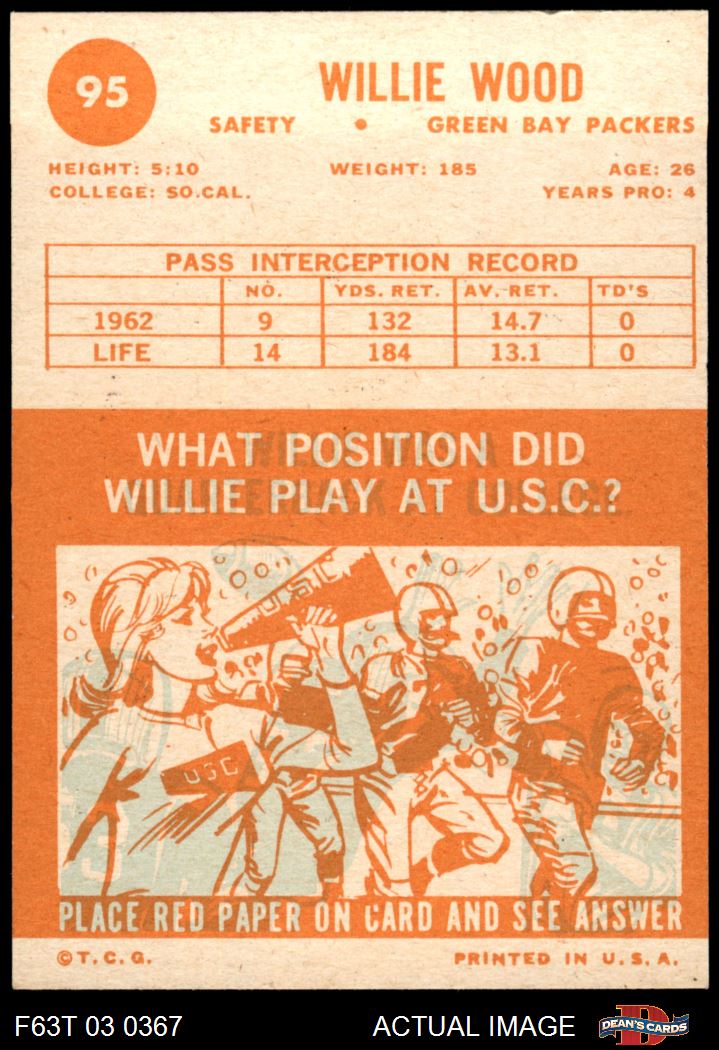 95
WILLIE WOOD
SAFETY • GREEN BAY PACKERS
HEIGHT: 5:10 WEIGHT: 185 AGE: 26
COLLEGE: SO.CAL. YEARS PRO: 4
PASS INTERCEPTION RECORD
NO. YDS. RET. AV. RET. TD'S
1962 9 132 14.7 0
LIFE 14 184 13.1 0
WHAT POSITION DID
WILLIE PLAY AT U.S.C.?
USC
USC
PLACE RED PAPER ON CARD AND SEE ANSWER
©T.C.G. PRINTED IN U.S.A.
F63T 03 0367 ACTUAL IMAGE DEAN'S CARDS